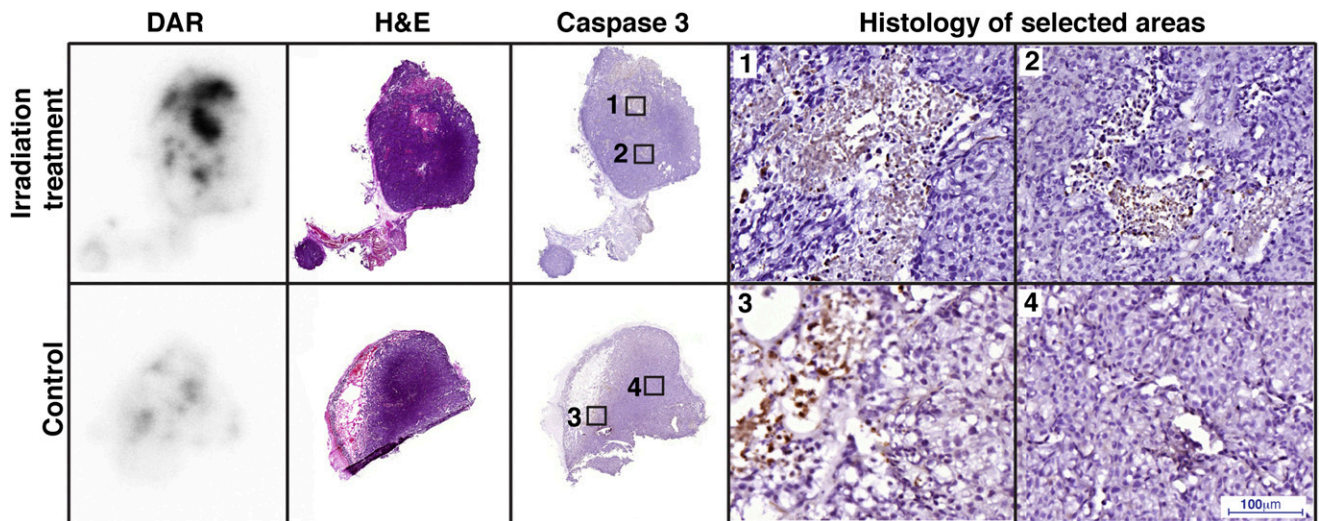 DAR H&E Caspase 3 Histology of selected areas
Irradiation
treatment
1
2
1
2
Control
3
4
3
4
100μm